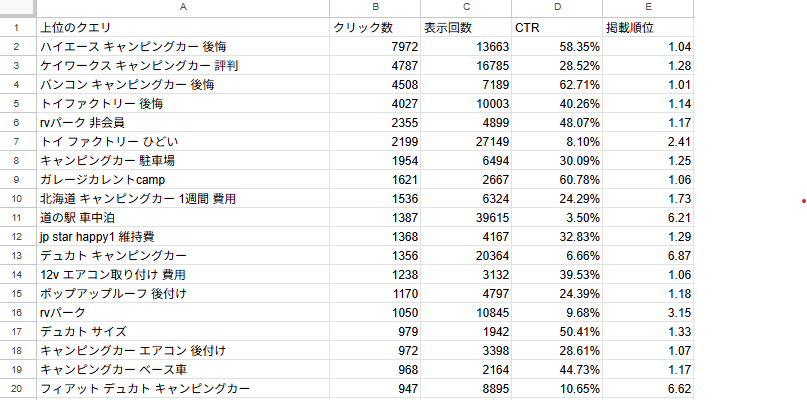 A B C D E
1 上位のクエリ クリック数 表示回数 CTR 掲載順位
2 ハイエース キャンピングカー 後悔 7972 13663 58.35% 1.04
3 ケイワークス キャンピングカー 評判 4787 16785 28.52% 1.28
4 バンコン キャンピングカー 後悔 4508 7189 62.71% 1.01
5 トイファクトリー 後悔 4027 10003 40.26% 1.14
6 rvパーク 非会員 2355 4899 48.07% 1.17
7 トイ ファクトリー ひどい 2199 27149 8.10% 2.41
8 キャンピングカー 駐車場 1954 6494 30.09% 1.25
9 ガレージカレントcamp 1621 2667 60.78% 1.06
10 北海道 キャンピングカー 1週間 費用 1536 6324 24.29% 1.73
11 道の駅 車中泊 1387 39615 3.50% 6.21
12 jp star happy1 維持費 1368 4167 32.83% 1.29
13 デュカト キャンピングカー 1356 20364 6.66% 6.87
14 12v エアコン取り付け 費用 1238 3132 39.53% 1.06
15 ポップアップルーフ 後付け 1170 4797 24.39% 1.18
16 rvパーク 1050 10845 9.68% 3.15
17 デュカト サイズ 979 1942 50.41% 1.33
18 キャンピングカー エアコン 後付け 972 3398 28.61% 1.07
19 キャンピングカー ベース車 968 2164 44.73% 1.17
20 フィアット デュカト キャンピングカー 947 8895 10.65% 6.62